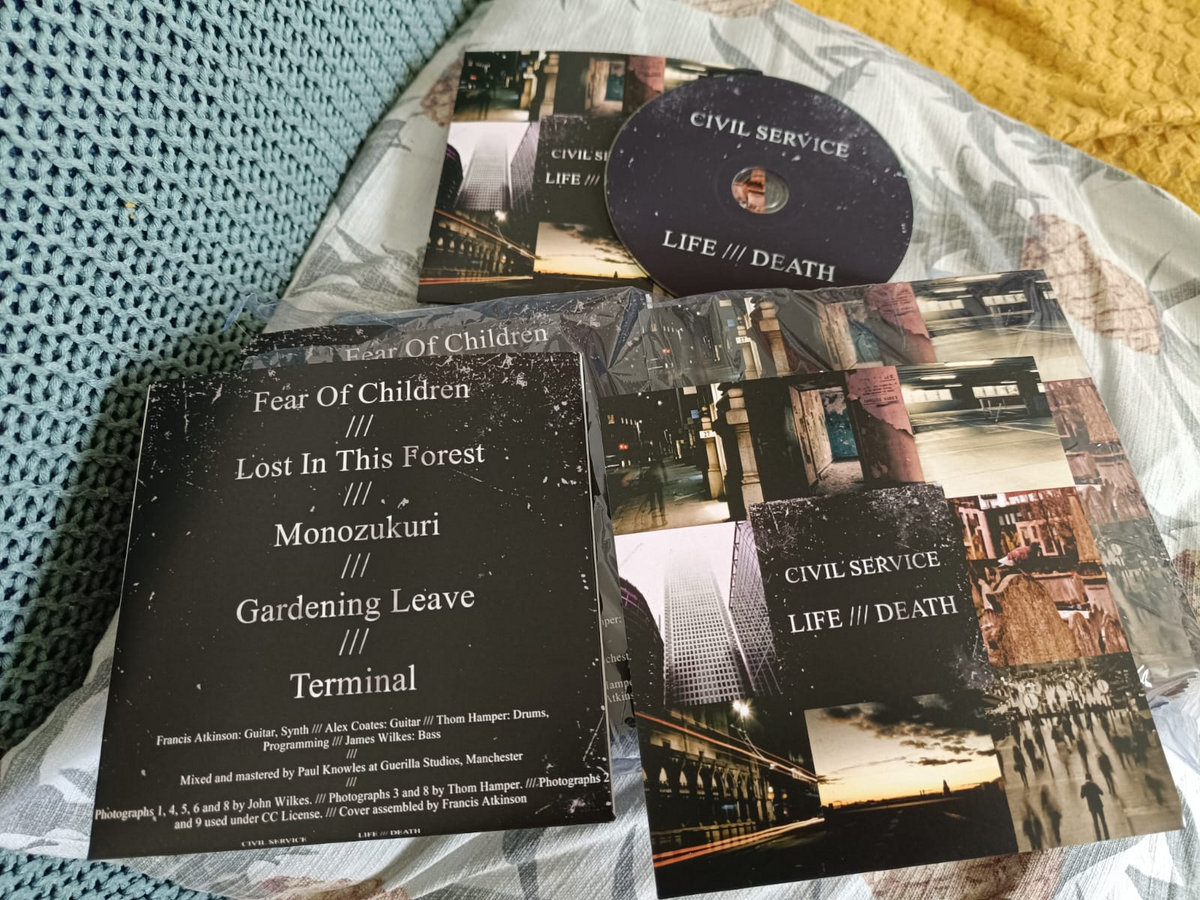 CIVIL SERVICE
LIFE /// DEATH
CIVIL SE
LIFE ///
Fear Of Children
Fear Of Children
///
Lost In This Forest
///
Monozukuri
///
Gardening Leave
///
Terminal
Francis Atkinson: Guitar, Synth /// Alex Coates: Guitar /// Thom Hamper: Drums,
Programming /// James Wilkes: Bass
///
Mixed and mastered by Paul Knowles at Guerilla Studios, Manchester
///
Photographs 1, 4, 5, 6 and 8 by John Wilkes. /// Photographs 3 and 8 by Thom Hamper. /// Photographs 2
and 9 used under CC License. /// Cover assembled by Francis Atkinson
CIVIL SERVICE LIFE /// DEATH
CIVIL SERVICE
LIFE /// DEATH